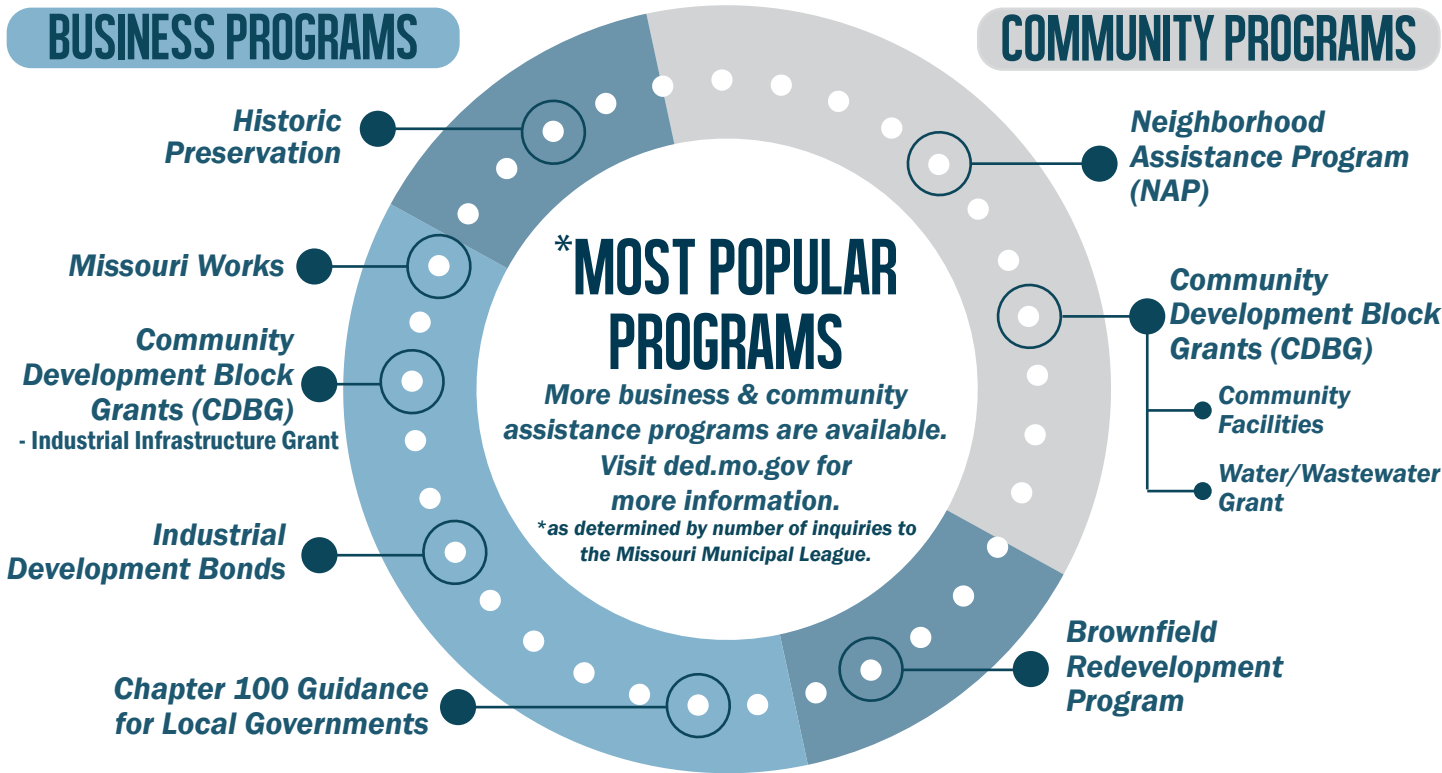 BUSINESS PROGRAMS
Historic
Preservation
Missouri Works
Community
Development Block
Grants (CDBG)
- Industrial Infrastructure Grant
Industrial
Development Bonds
Chapter 100 Guidance
for Local Governments
*MOST POPULAR
PROGRAMS
More business & community
assistance programs are available.
Visit ded.mo.gov for
more information.
*as determined by number of inquiries to
the Missouri Municipal League.
COMMUNITY PROGRAMS
Neighborhood
Assistance Program
(NAP)
Community
Development Block
Grants (CDBG)
Community
Facilities
Water/Wastewater
Grant
Brownfield
Redevelopment
Program